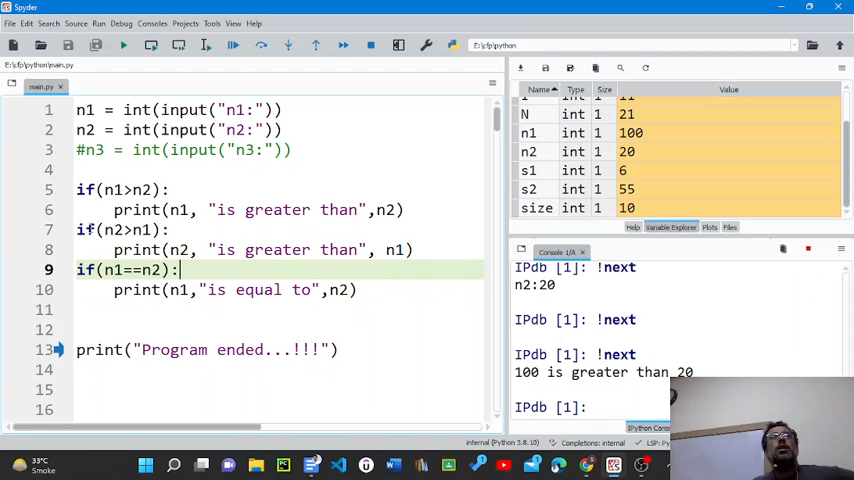 Spyder
File Edit Search Source Run Debug Consoles Projects Tools View Help
E:\cfp\python
E:\cfp\python\main.py
main.py
1 n1 = int(input("n1:"))
2 n2 = int(input("n2:"))
3 #n3 = int(input("n3:"))
4
5 if(n1>n2):
6 print(n1, "is greater than",n2)
7 if(n2>n1):
8 print(n2, "is greater than", n1)
9 if(n1==n2):
10 print(n1,"is equal to",n2)
11
12
13 print("Program ended...!!!")
14
15
16
Name Type Size Value
N int 1 21
n1 int 1 100
n2 int 1 20
s1 int 1 6
s2 int 1 55
size int 1 10
Help Variable Explorer Plots Files
Console 1/A
IPdb [1]: !next
n2:20
IPdb [1]: !next
IPdb [1]: !next
100 is greater than 20
IPdb [1]:
IPython Con
internal (Python 3.8.10) Completions: internal LSP:
33°C
Smoke